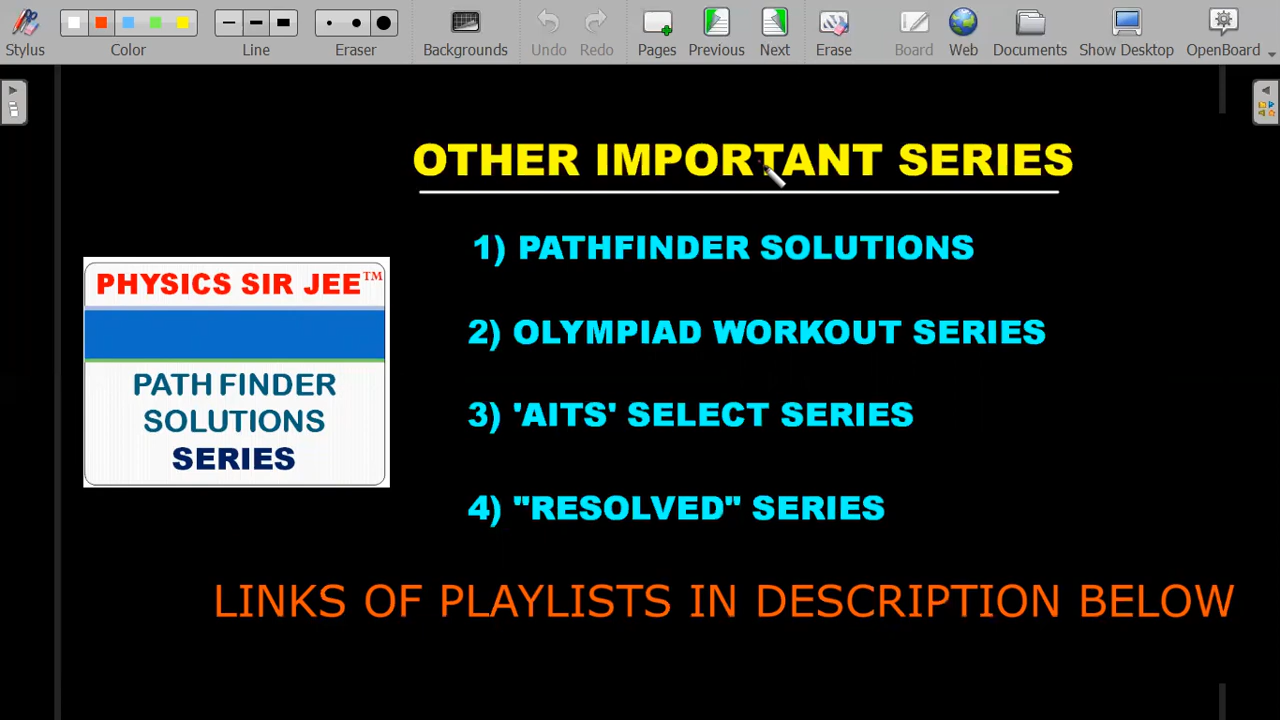 Stylus Color Line Eraser Backgrounds Undo Redo Pages Previous Next Erase Board Web Documents Show Desktop OpenBoard
OTHER IMPORTANT SERIES
1) PATHFINDER SOLUTIONS
2) OLYMPIAD WORKOUT SERIES
3) 'AITS' SELECT SERIES
4) "RESOLVED" SERIES
PHYSICS SIR JEE™
PATH FINDER
SOLUTIONS
SERIES
LINKS OF PLAYLISTS IN DESCRIPTION BELOW